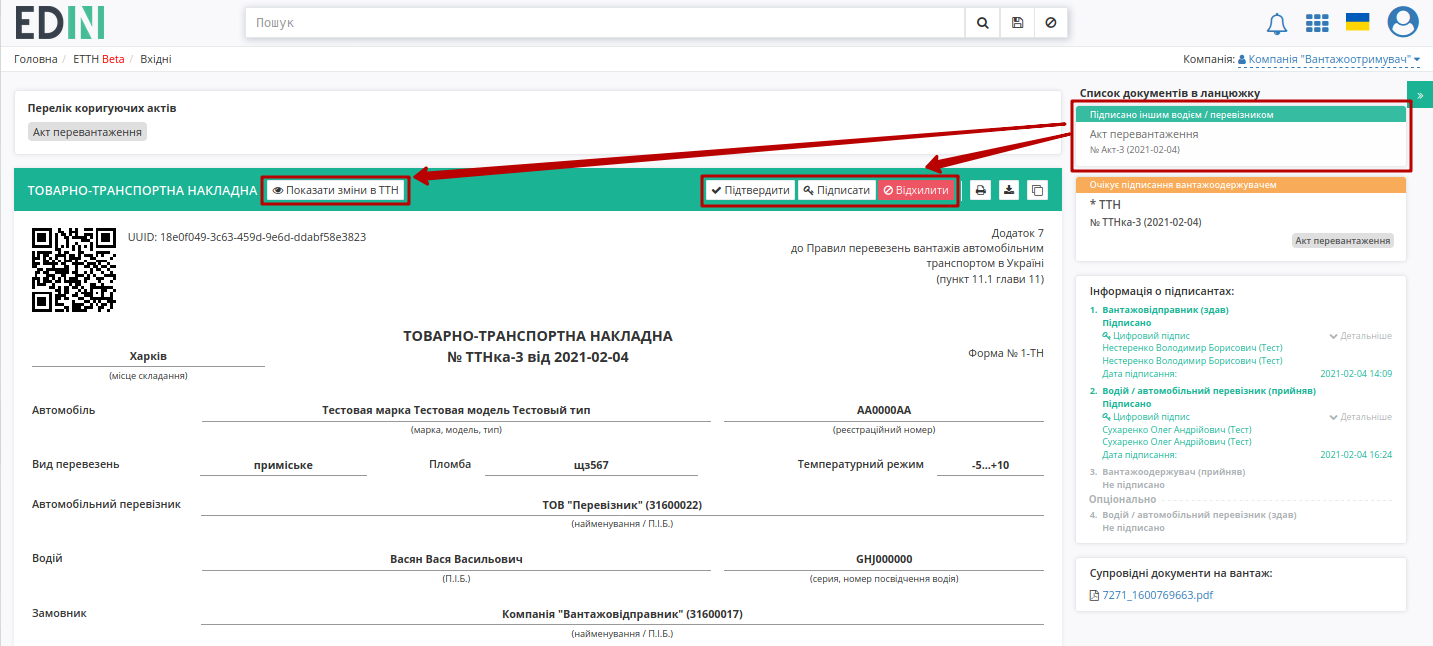 EDIN
Пошук
Головна / ЕТТН Beta / Вхідні
Компанія: Компанія "Вантажоотримувач"
Перелік коригуючих актів
Акт перевантаження
ТОВАРНО-ТРАНСПОРТНА НАКЛАДНА
Показати зміни в ТТН
Підтвердити
Підписати
Відхилити
UUID: 18e0f049-3c63-459d-9e6d-ddabf58e3823
Додаток 7
до Правил перевезень вантажів автомобільним
транспортом в Україні
(пункт 11.1 глави 11)
ТОВАРНО-ТРАНСПОРТНА НАКЛАДНА
№ ТТНка-3 від 2021-02-04
Харків
(місце складання)
Форма № 1-ТН
Автомобіль
Тестовая марка Тестовая модель Тестовый тип
(марка, модель, тип)
АА0000АА
(реєстраційний номер)
Вид перевезень
приміське
Пломба
щз567
Температурний режим
-5...+10
Автомобільний перевізник
ТОВ "Перевізник" (31600022)
(найменування / П.І.Б.)
Водій
Васян Вася Васильович
(П.І.Б.)
GHJ000000
(серия, номер посвідчення водія)
Замовник
Компанія "Вантажовідправник" (31600017)
(найменування / П.І.Б.)
Список документів в ланцюжку
»
Підписано іншим водієм / перевізником
Акт перевантаження
№ Акт-3 (2021-02-04)
Очікує підписання вантажоодержувачем
* ТТН
№ ТТНка-3 (2021-02-04)
Акт перевантаження
Інформація о підписантах:
1. Вантажовідправник (здав)
Підписано
Цифровий підпис Детальніше
Нестеренко Володимир Борисович (Тест)
Нестеренко Володимир Борисович (Тест)
Дата підписання: 2021-02-04 14:09
2. Водій / автомобільний перевізник (прийняв)
Підписано
Цифровий підпис Детальніше
Сухаренко Олег Андрійович (Тест)
Сухаренко Олег Андрійович (Тест)
Дата підписання: 2021-02-04 16:24
3. Вантажоодержувач (прийняв)
Не підписано
Опціонально
4. Водій / автомобільний перевізник (здав)
Не підписано
Супровідні документи на вантаж:
7271_1600769663.pdf